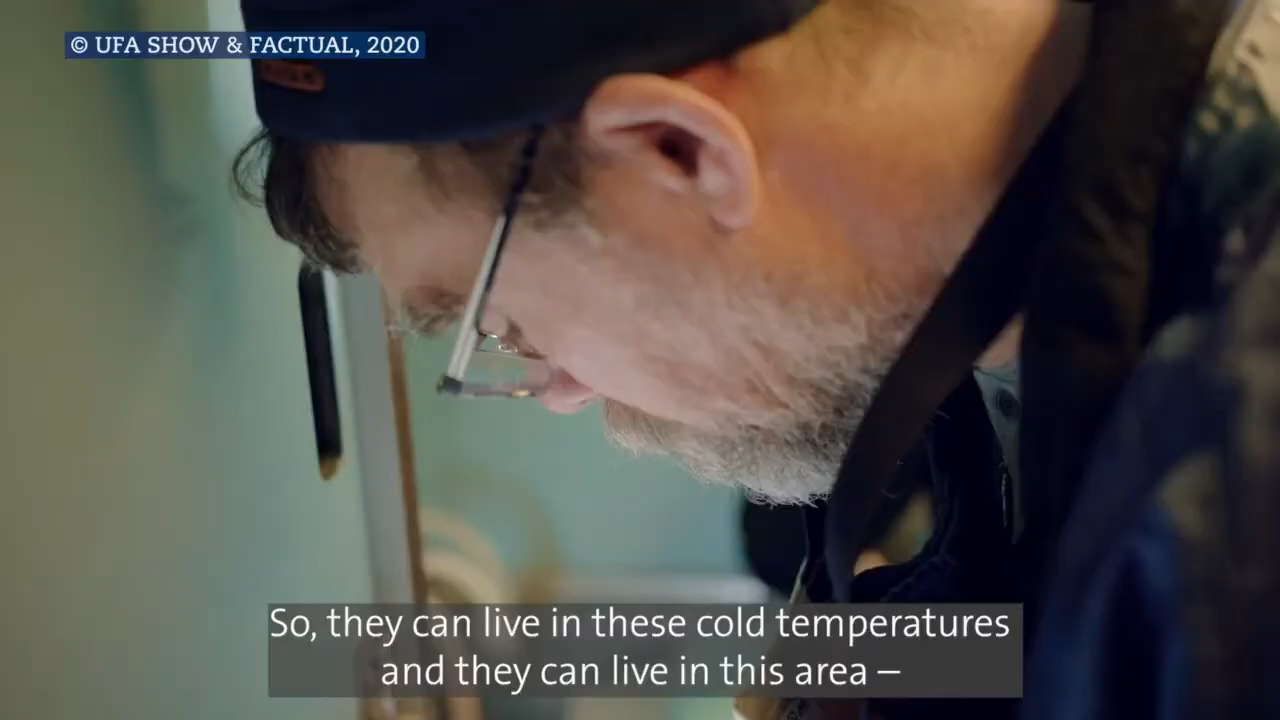 © UFA SHOW & FACTUAL, 2020
So, they can live in these cold temperatures
and they can live in this area –